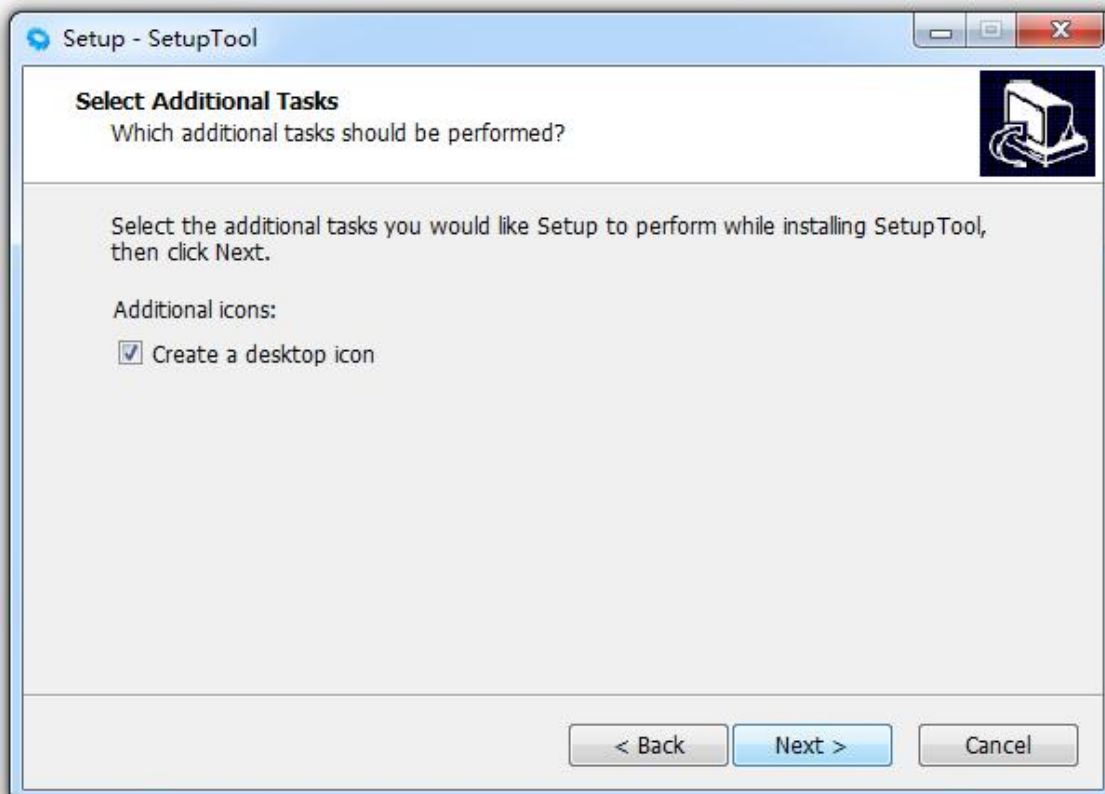 Setup - SetupTool
Select Additional Tasks
Which additional tasks should be performed?
Select the additional tasks you would like Setup to perform while installing SetupTool,
then click Next.
Additional icons:
Create a desktop icon
< Back
Next >
Cancel